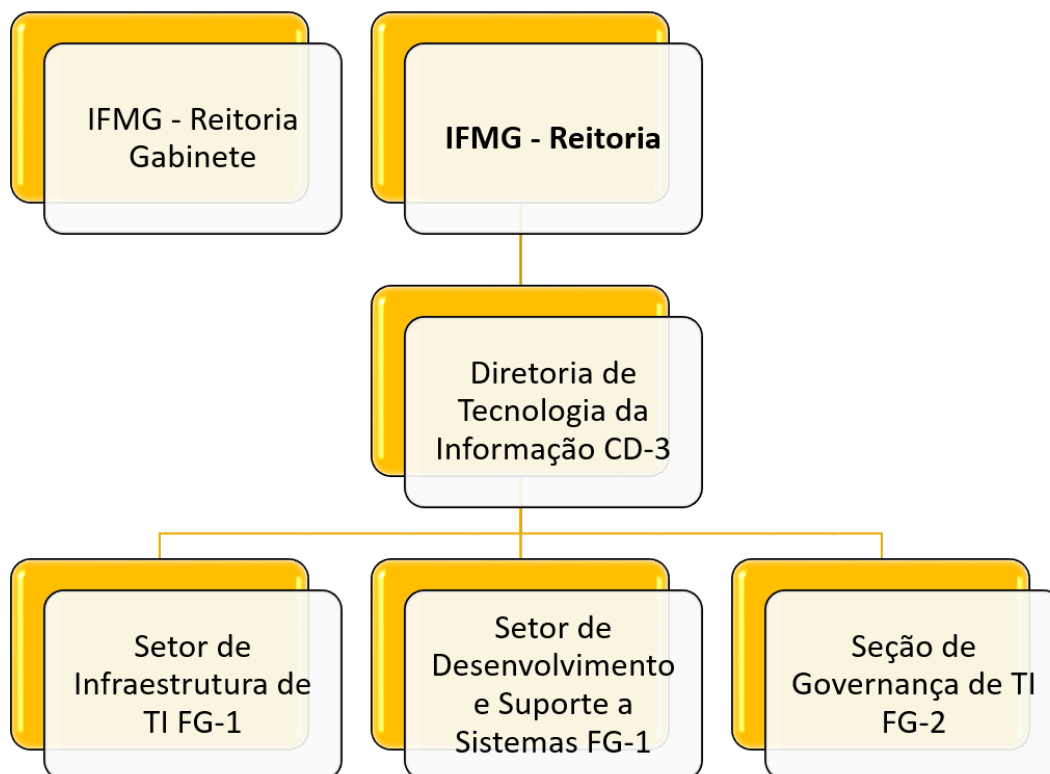 IFMG - Reitoria
Gabinete
IFMG - Reitoria
Diretoria de
Tecnologia da
Informação CD-3
Setor de
Infraestrutura de
TI FG-1
Setor de
Desenvolvimento
e Suporte a
Sistemas FG-1
Seção de
Governança de TI
FG-2